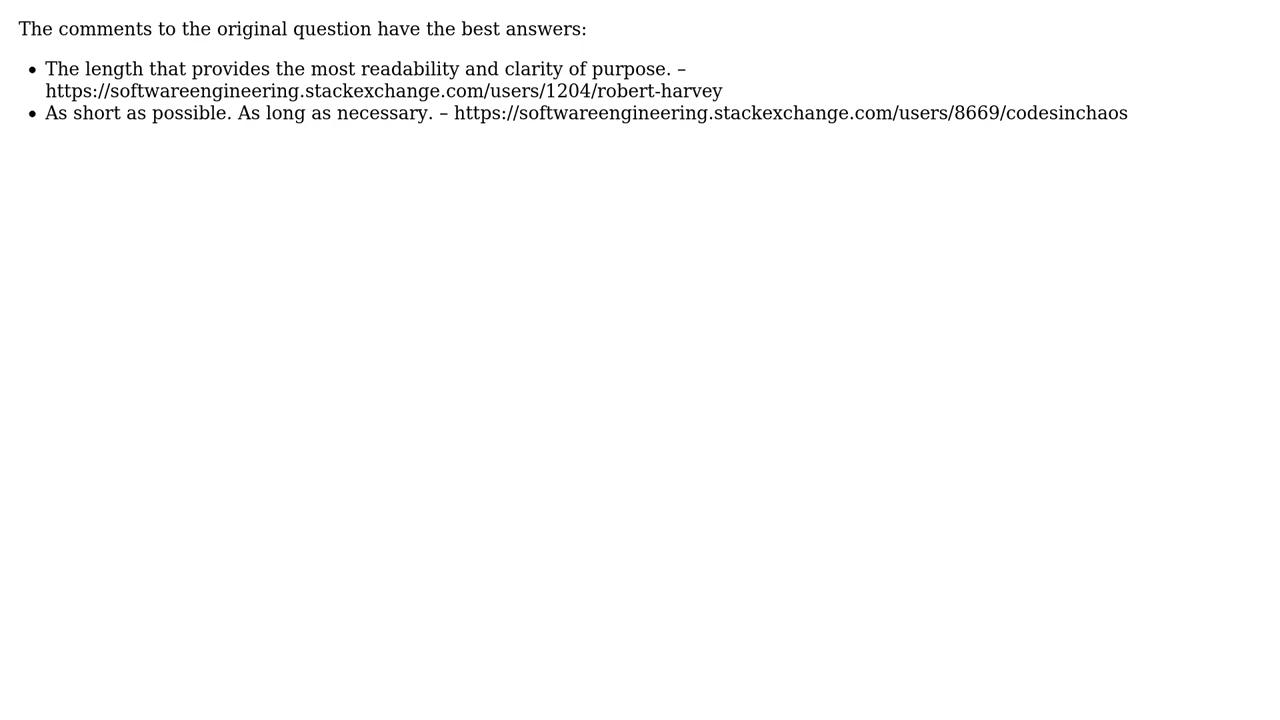 The comments to the original question have the best answers:
• The length that provides the most readability and clarity of purpose. –
https://softwareengineering.stackexchange.com/users/1204/robert-harvey
• As short as possible. As long as necessary. – https://softwareengineering.stackexchange.com/users/8669/codesinchaos